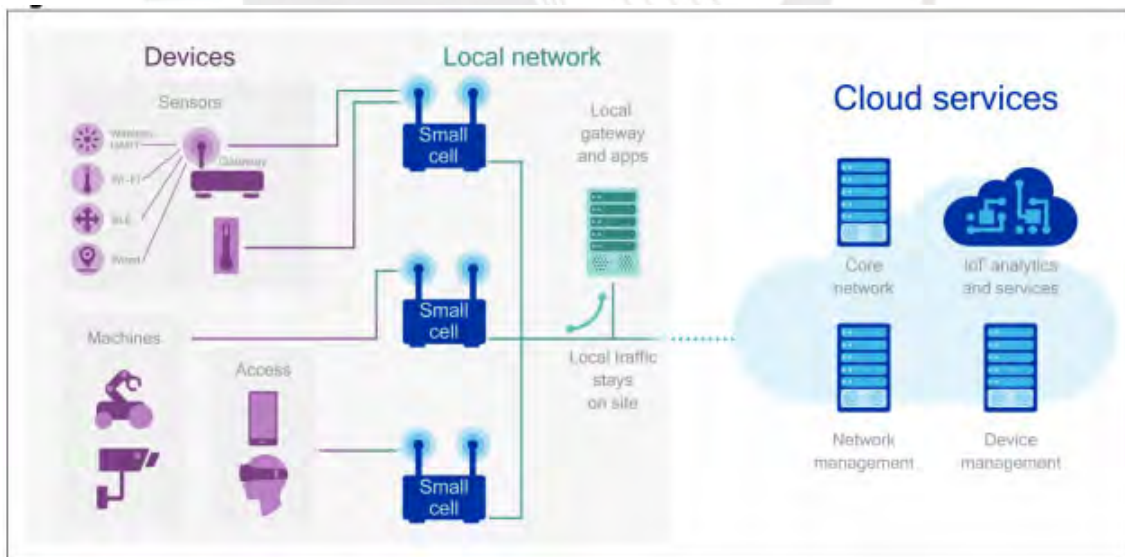 Devices
Local network
Sensors
Wireless
HART
Gateway
Wi-Fi
BLE
Wired
Small
cell
Local
gateway
and apps
Cloud services
Core
network
IoT analytics
and services
Machines
Access
Small
cell
Local traffic
stays
on site
Small
cell
Network
management
Device
management